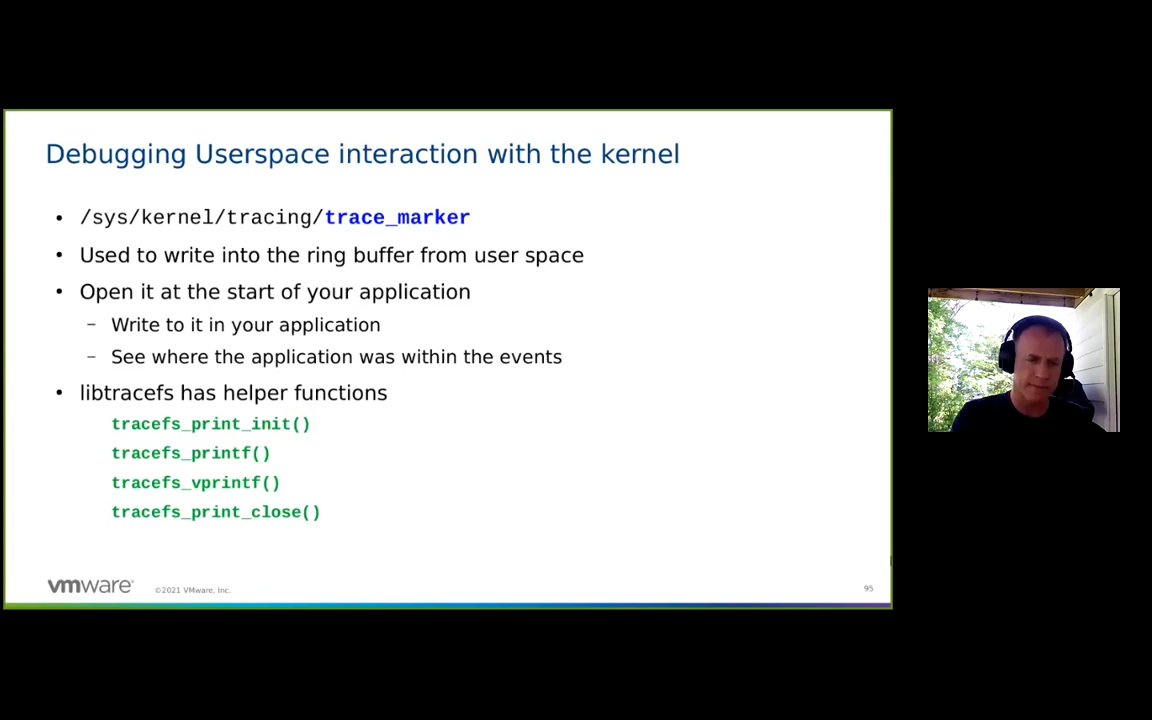 Debugging Userspace interaction with the kernel
• /sys/kernel/tracing/trace_marker
• Used to write into the ring buffer from user space
• Open it at the start of your application
– Write to it in your application
– See where the application was within the events
• libtracefs has helper functions
tracefs_print_init()
tracefs_printf()
tracefs_vprintf()
tracefs_print_close()
vmware®
©2021 VMware, Inc.
95